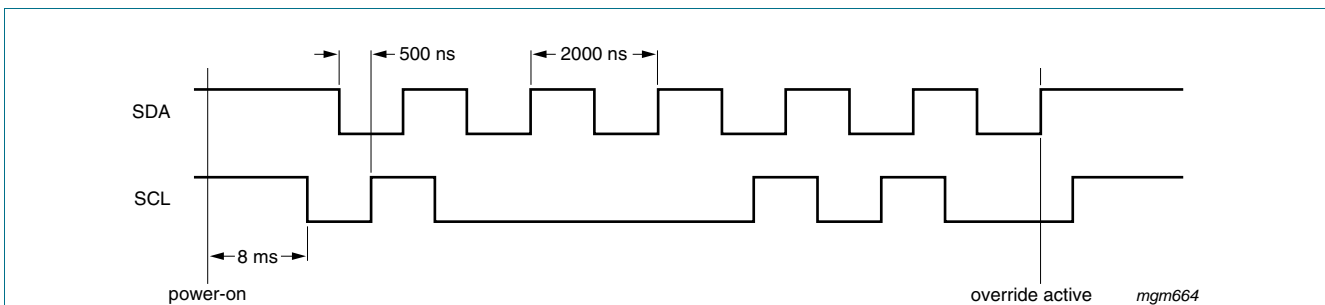 500 ns
2000 ns
SDA
SCL
8 ms
power-on
override active
mgm664